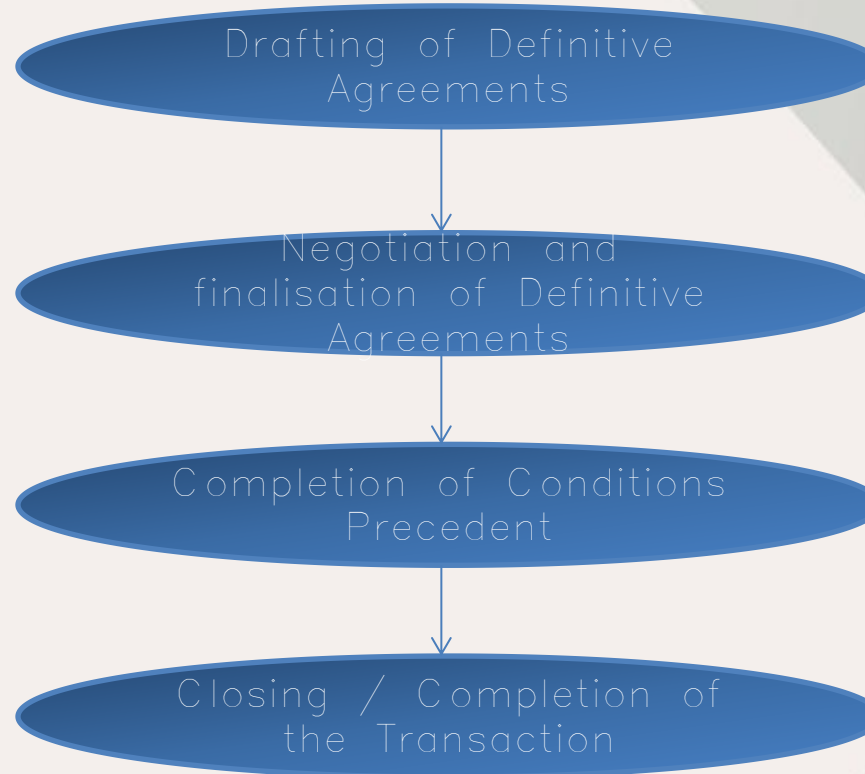 Drafting of Definitive
Agreements
Negotiation and
finalisation of Definitive
Agreements
Completion of Conditions
Precedent
Closing / Completion of
the Transaction